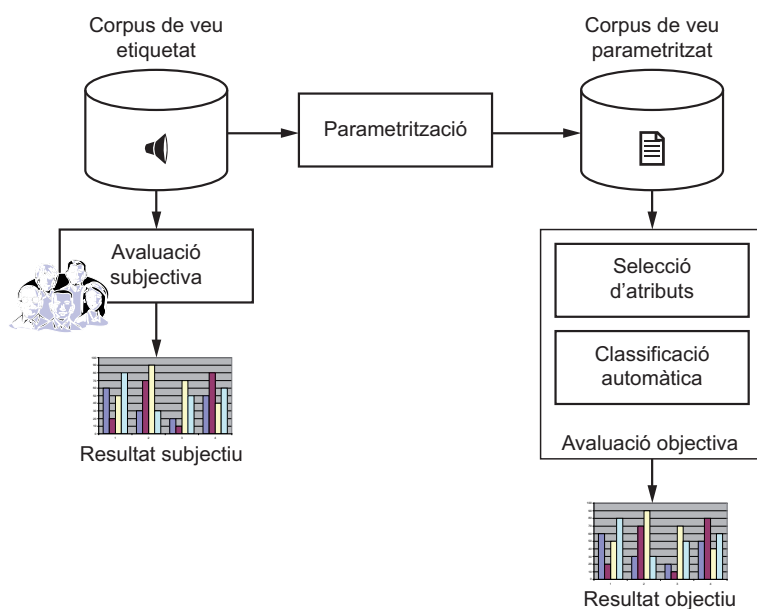 Corpus de veu
etiquetat
Corpus de veu
parametritzat
Parametrització
Avaluació
subjectiva
Selecció
d'atributs
Classificació
automàtica
Avaluació objectiva
Resultat subjectiu
Resultat objectiu